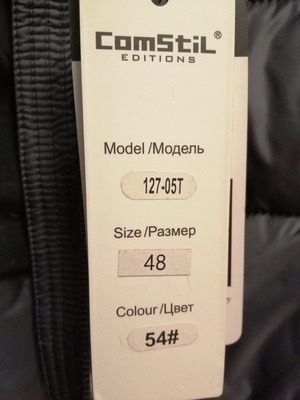 ComStiL®
EDITIONS
Model /Модель
127-05T
Size /Размер
48
Colour /Цвет
54#